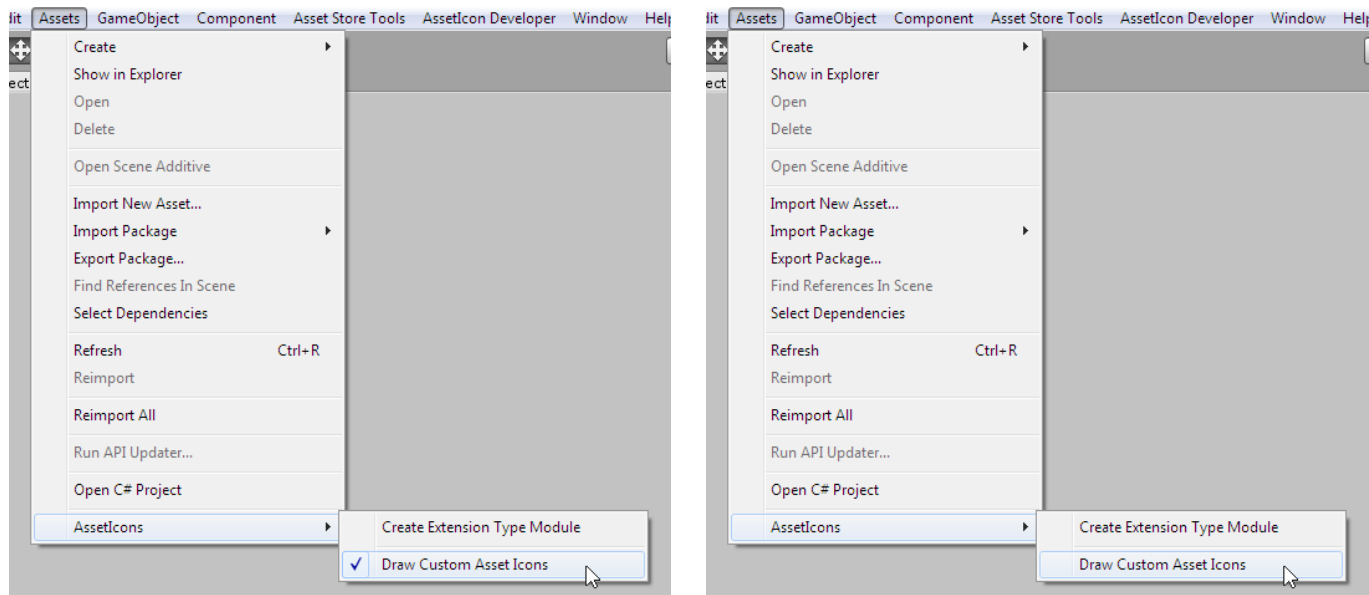 dit Assets GameObject Component Asset Store Tools AssetIcon Developer Window Help
ect
Create
Show in Explorer
Open
Delete
Open Scene Additive
Import New Asset...
Import Package
Export Package...
Find References In Scene
Select Dependencies
Refresh Ctrl+R
Reimport
Reimport All
Run API Updater...
Open C# Project
AssetIcons
Create Extension Type Module
Draw Custom Asset Icons
dit Assets GameObject Component Asset Store Tools AssetIcon Developer Window Help
ect
Create
Show in Explorer
Open
Delete
Open Scene Additive
Import New Asset...
Import Package
Export Package...
Find References In Scene
Select Dependencies
Refresh Ctrl+R
Reimport
Reimport All
Run API Updater...
Open C# Project
AssetIcons
Create Extension Type Module
Draw Custom Asset Icons